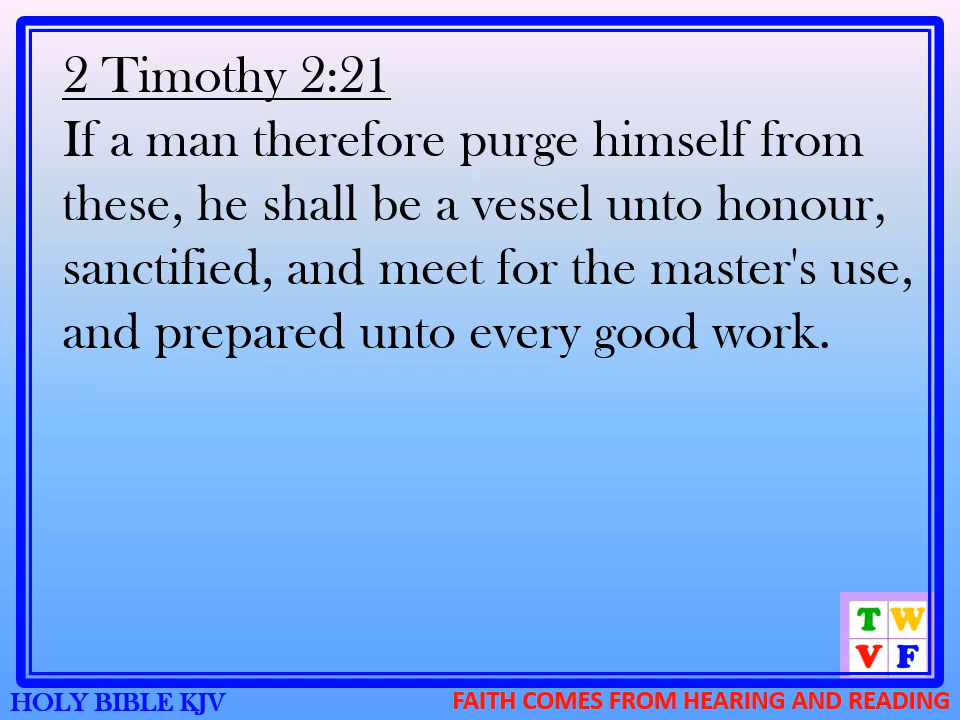 2 Timothy 2:21
If a man therefore purge himself from
these, he shall be a vessel unto honour,
sanctified, and meet for the master's use,
and prepared unto every good work.
T W
V F
HOLY BIBLE KJV
FAITH COMES FROM HEARING AND READING